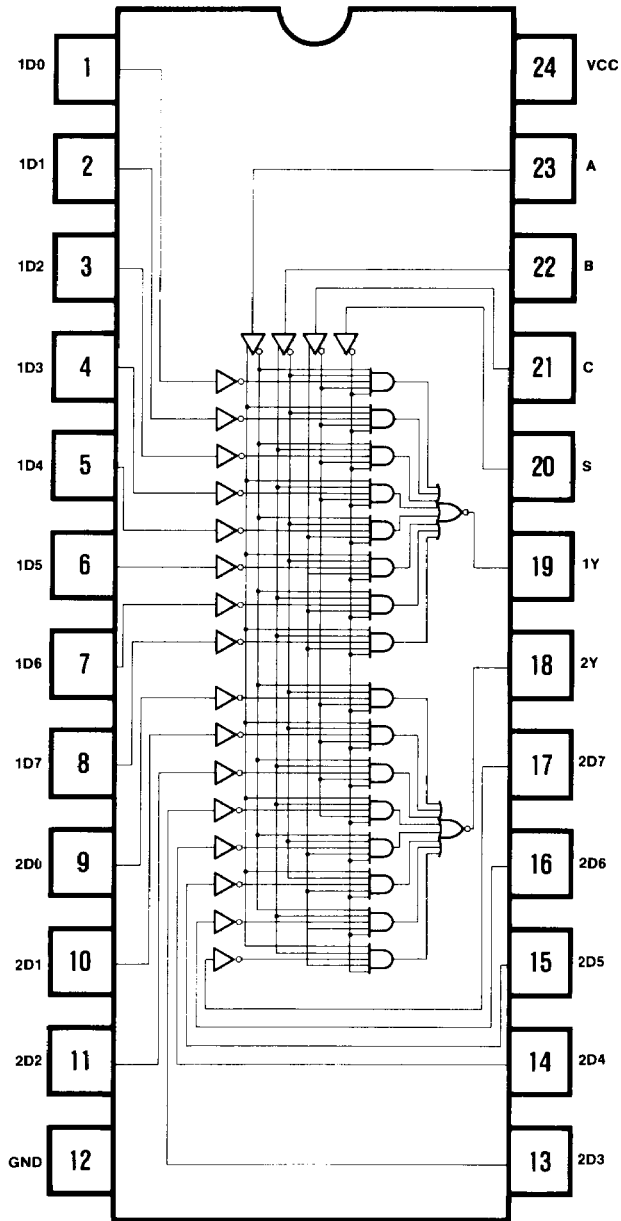 1D0 1 24 VCC
1D1 2 23 A
1D2 3 22 B
1D3 4 21 C
1D4 5 20 S
1D5 6 19 1Y
1D6 7 18 2Y
1D7 8 17 2D7
2D0 9 16 2D6
2D1 10 15 2D5
2D2 11 14 2D4
GND 12 13 2D3